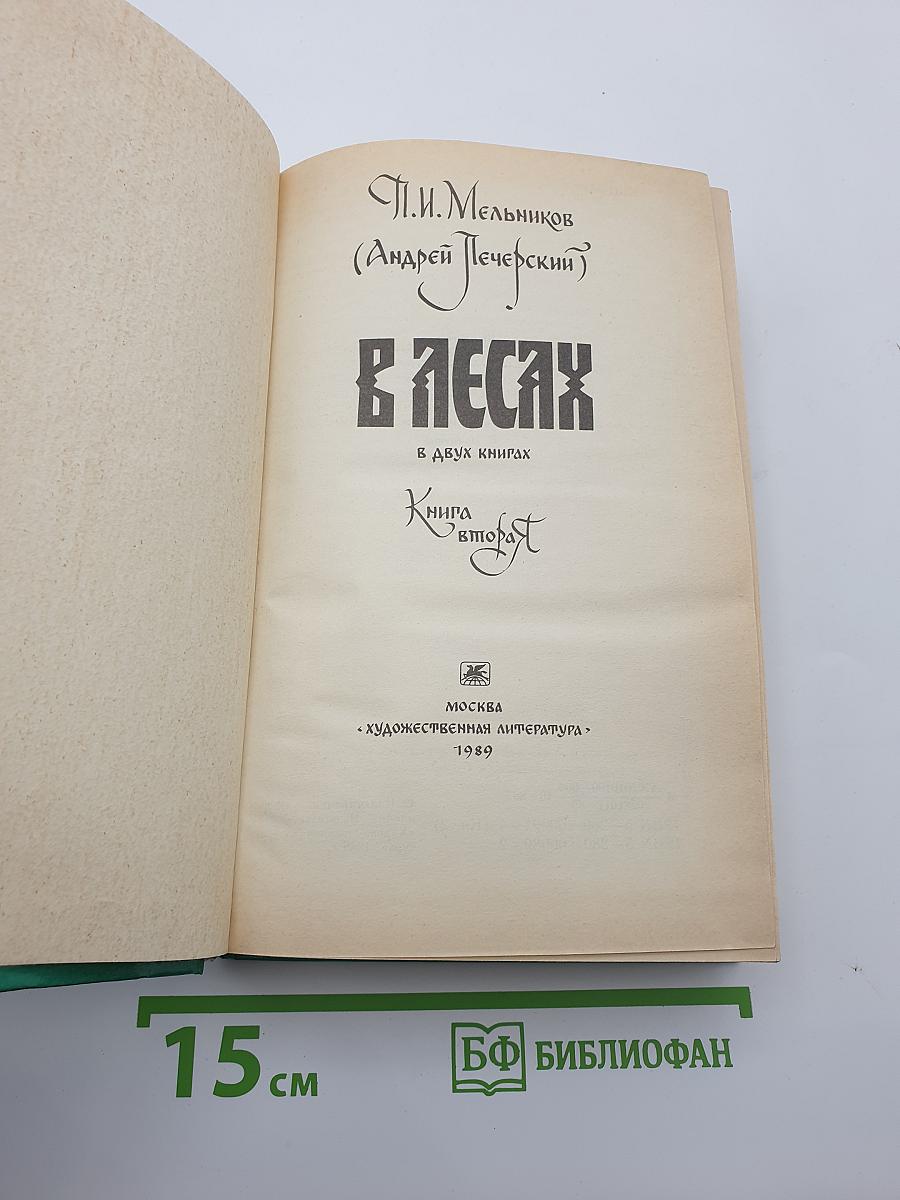 П.И. Мельников
(Андрей Печерский)
В ЛЕСАХ
В ДВУХ КНИГАХ
Книга
вторая
МОСКВА
«ХУДОЖЕСТВЕННАЯ ЛИТЕРАТУРА»
1989
15 см
БФ БИБЛИОФАН